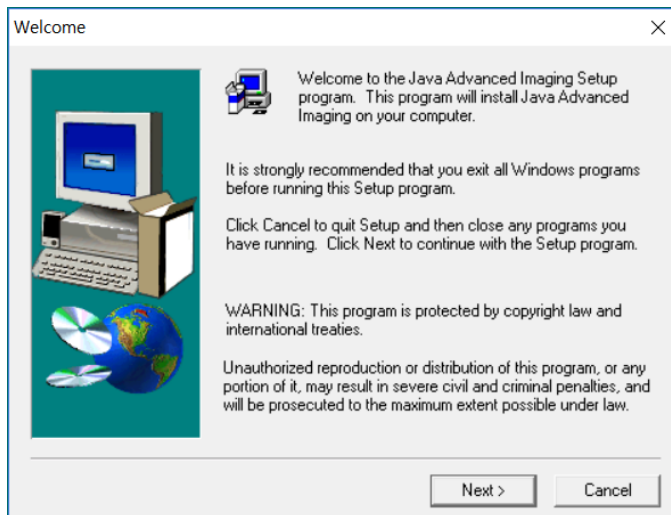 Welcome
Welcome to the Java Advanced Imaging Setup
program. This program will install Java Advanced
Imaging on your computer.
It is strongly recommended that you exit all Windows programs
before running this Setup program.
Click Cancel to quit Setup and then close any programs you
have running. Click Next to continue with the Setup program.
WARNING: This program is protected by copyright law and
international treaties.
Unauthorized reproduction or distribution of this program, or any
portion of it, may result in severe civil and criminal penalties, and
will be prosecuted to the maximum extent possible under law.
Next >
Cancel